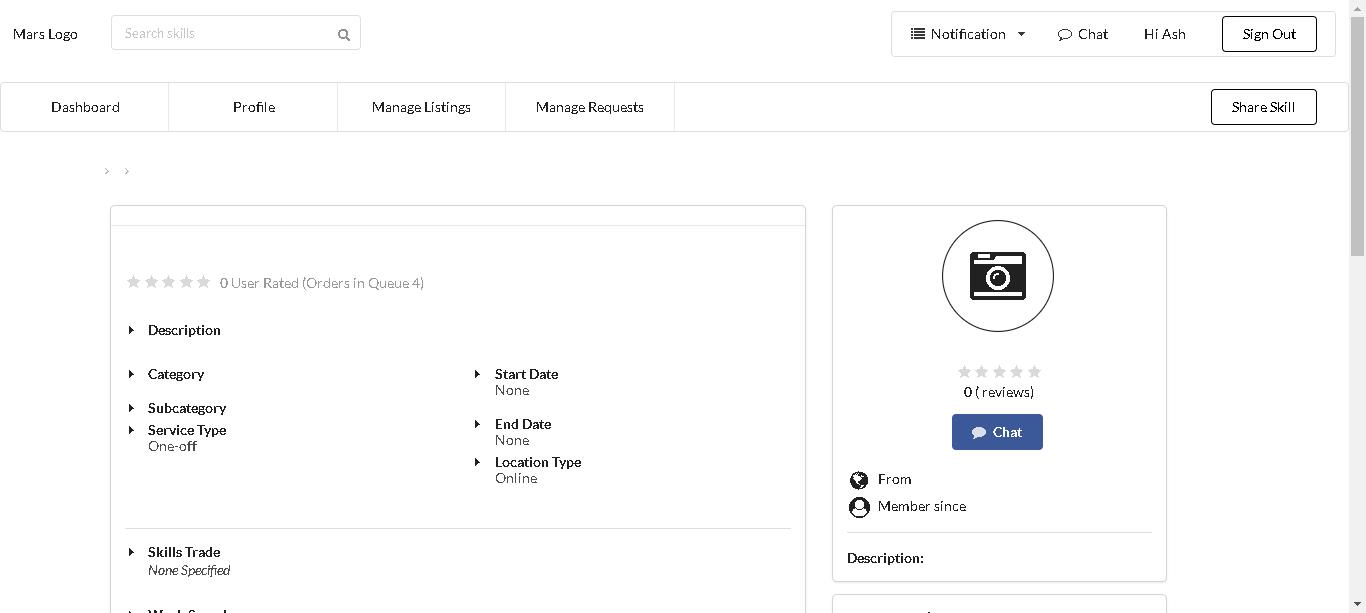 Mars Logo
Search skills
Notification
Chat
Hi Ash
Sign Out
Dashboard
Profile
Manage Listings
Manage Requests
Share Skill
0 User Rated (Orders in Queue 4)
Description
Category
Subcategory
Service Type
One-off
Start Date
None
End Date
None
Location Type
Online
Skills Trade
None Specified
0 ( reviews)
Chat
From
Member since
Description: